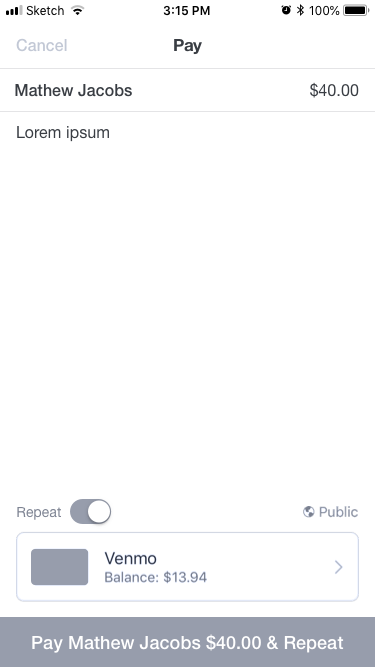 Sketch 3:15 PM 100%
Cancel Pay
Mathew Jacobs $40.00
Lorem ipsum
Repeat Public
Venmo
Balance: $13.94
Pay Mathew Jacobs $40.00 & Repeat